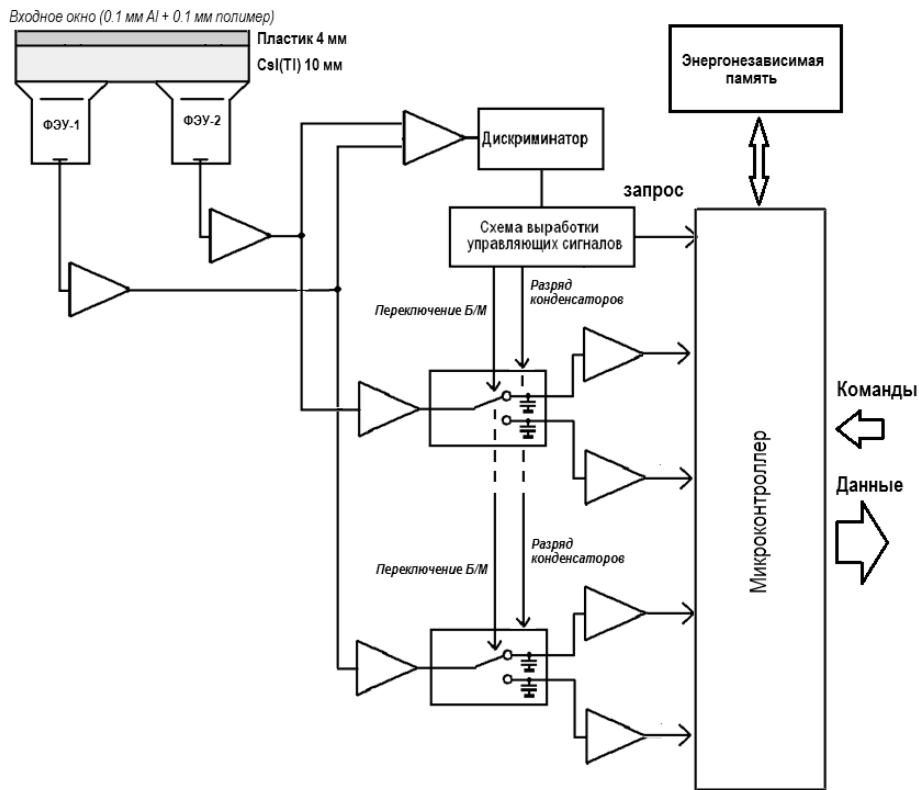 Входное окно (0.1 мм Al + 0.1 мм полимер)
Пластик 4 мм
CsI(Tl) 10 мм
ФЭУ-1
ФЭУ-2
Дискриминатор
Энергонезависимая
память
запрос
Схема выработки
управляющих сигналов
Переключение Б/М
Разряд
конденсаторов
Команды
Данные
Микроконтроллер
Переключение Б/М
Разряд
конденсаторов